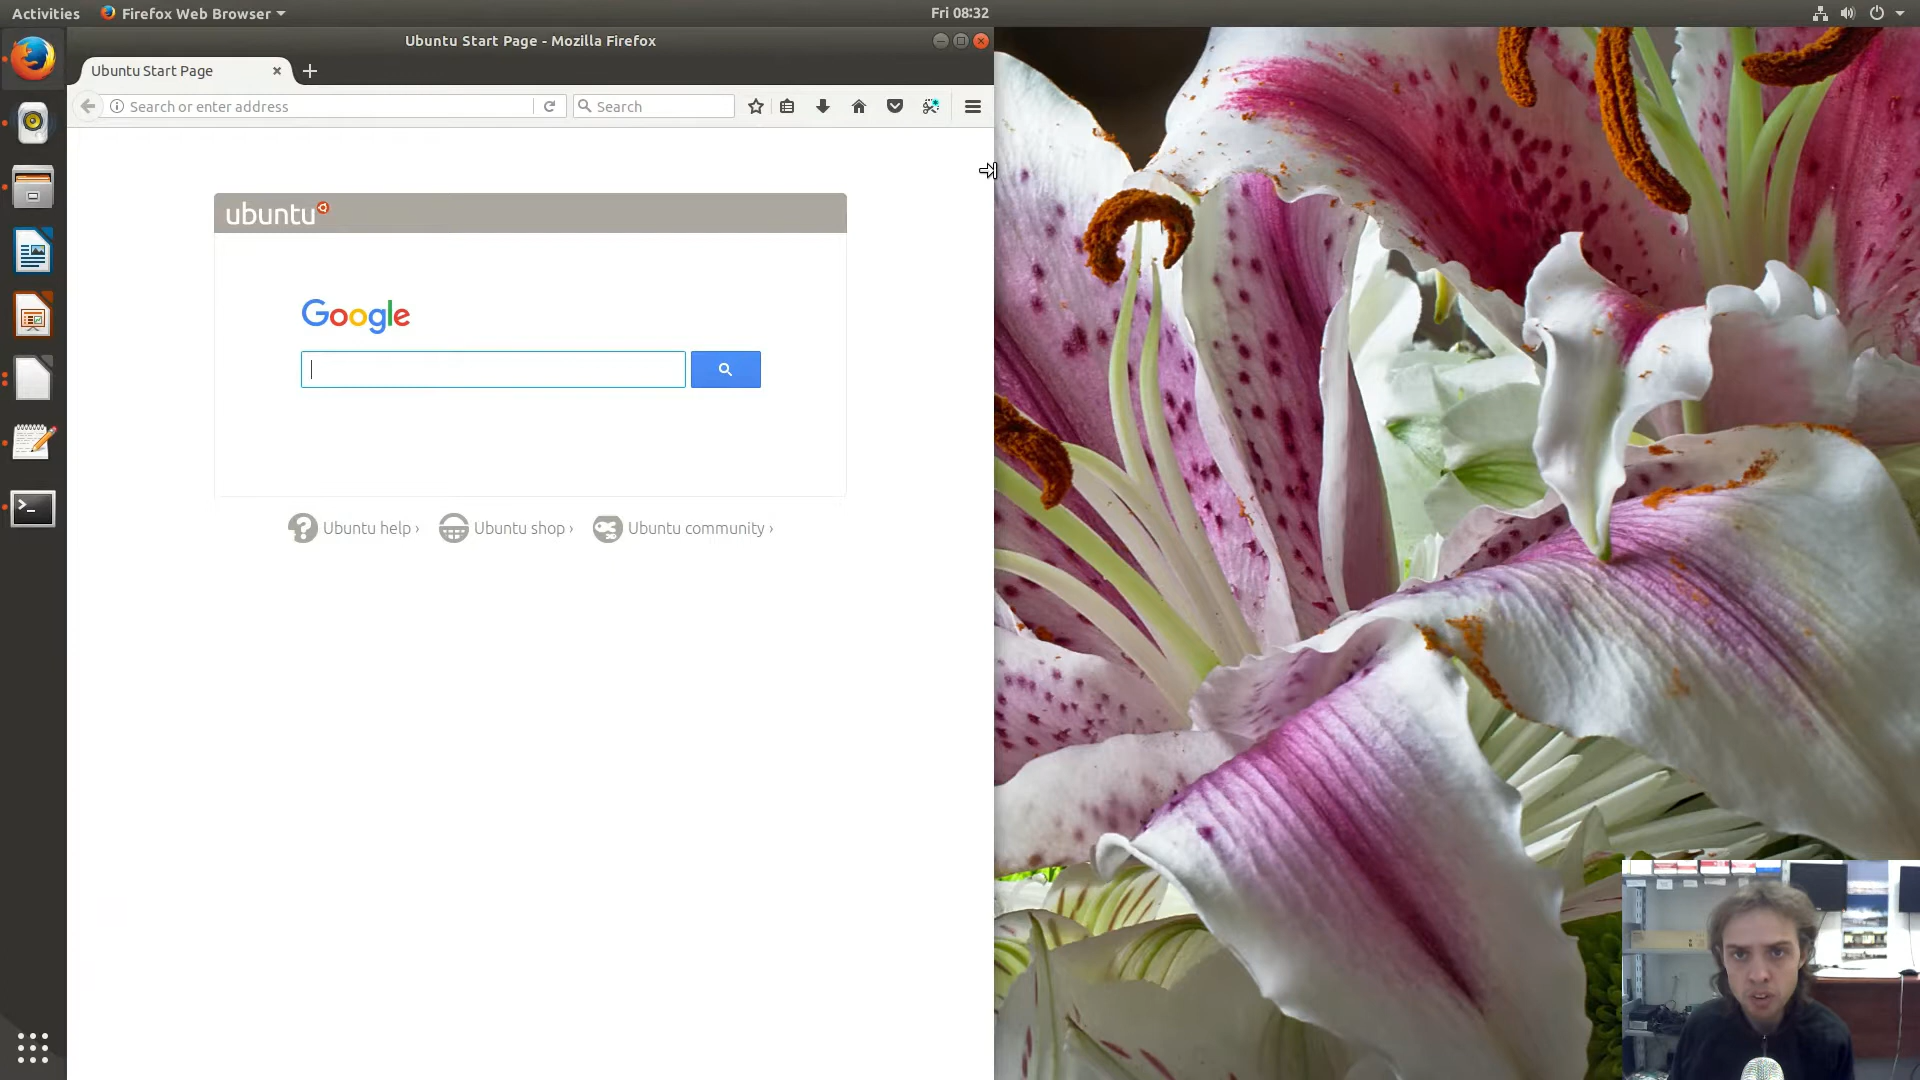 Activities Firefox Web Browser Fri 08:32
Ubuntu Start Page - Mozilla Firefox
Ubuntu Start Page
Search or enter address Search
ubuntu
Google
Ubuntu help › Ubuntu shop › Ubuntu community ›